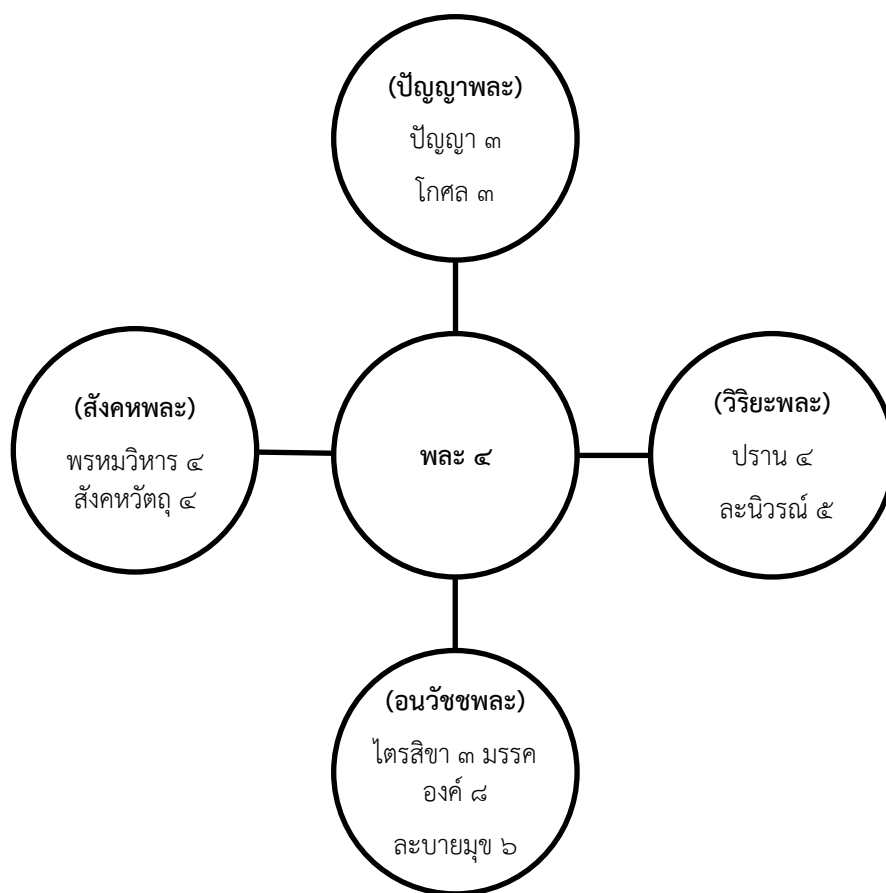 (ปัญญาพละ)
ปัญญา ๓
โกศล ๓
(สังคหพละ)
พรหมวิหาร ๔
สังคหวัตถุ ๔
พละ ๔
(วิริยะพละ)
ปราน ๔
ละนิวรณ์ ๕
(อนวัชชพละ)
ไตรสิขา ๓ มรรค
องค์ ๘
ละบายมุข ๖